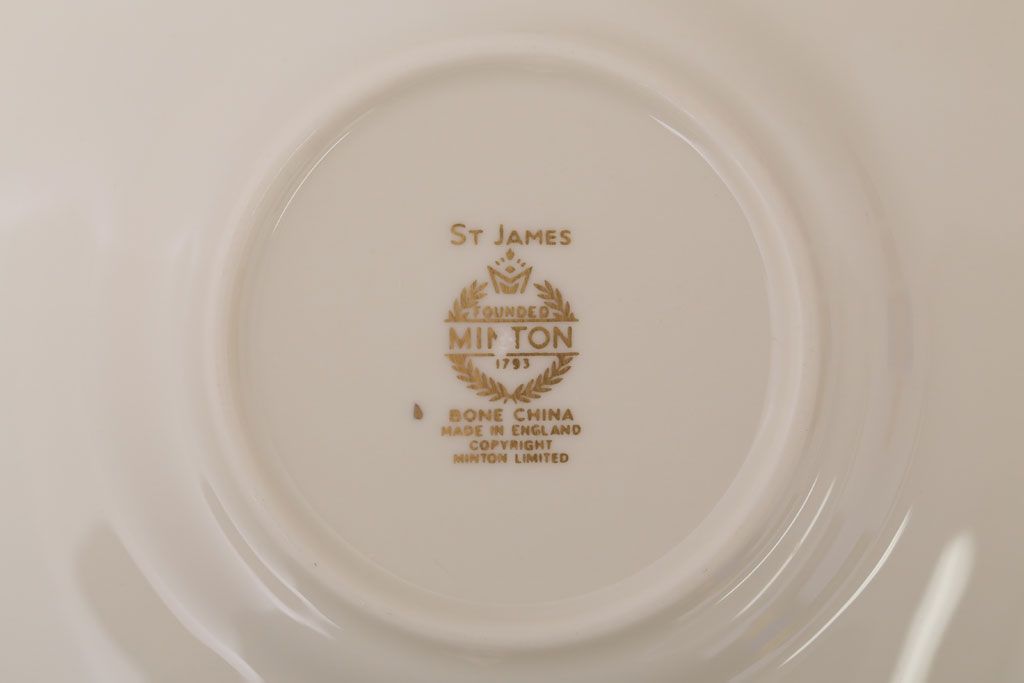 ST JAMES
FOUNDED
MINTON
1793
BONE CHINA
MADE IN ENGLAND
COPYRIGHT
MINTON LIMITED